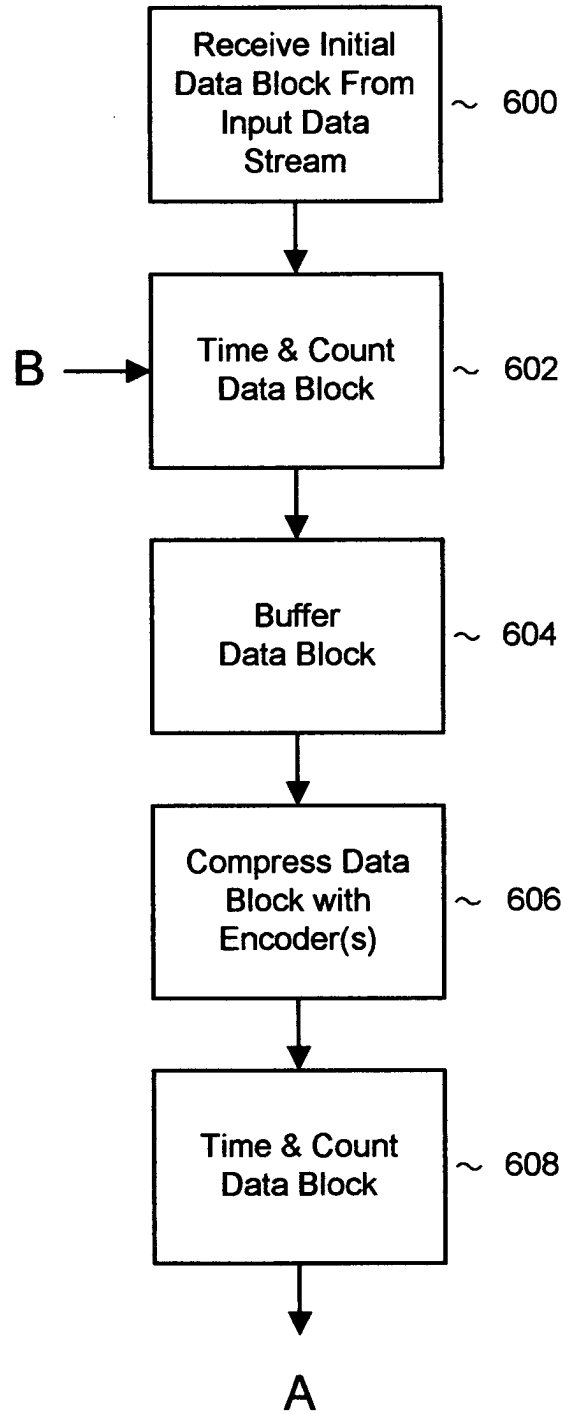 Receive Initial
Data Block From
Input Data
Stream
~ 600
B
Time & Count
Data Block
~ 602
Buffer
Data Block
~ 604
Compress Data
Block with
Encoder(s)
~ 606
Time & Count
Data Block
~ 608
A